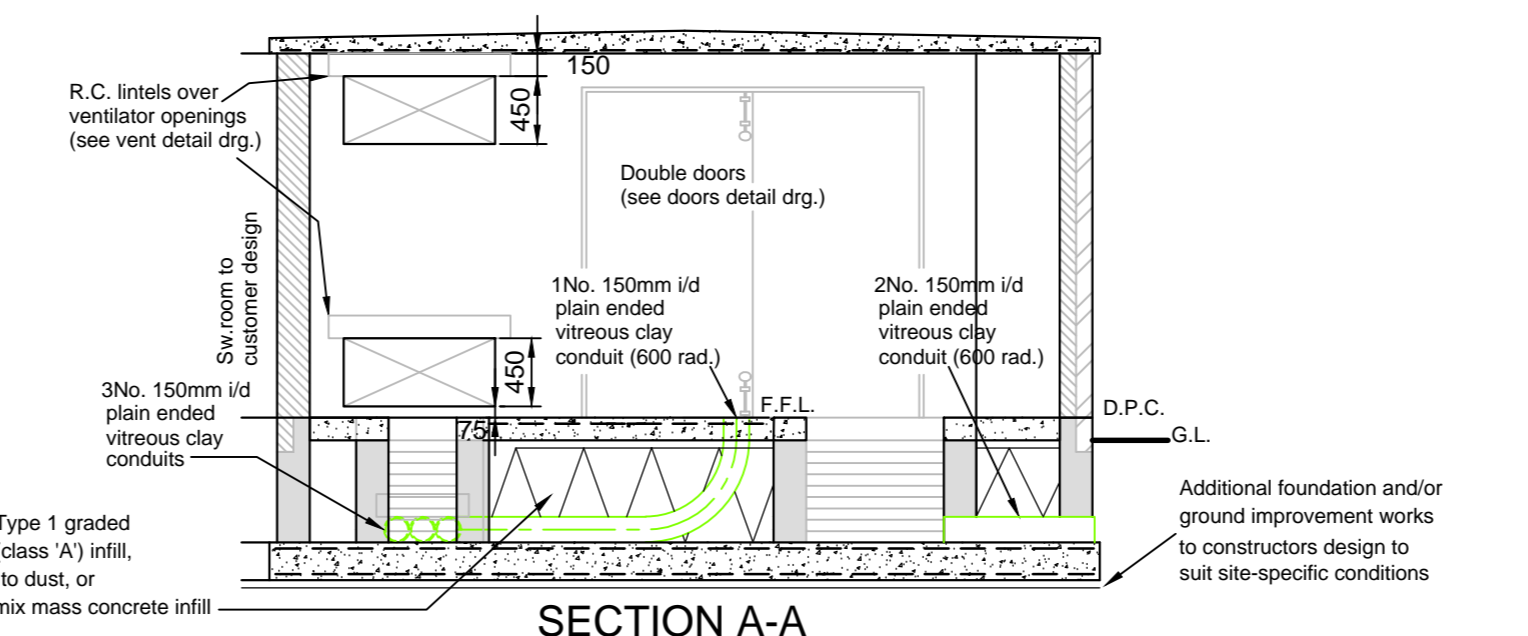 150
R.C. lintels over
ventilator openings
(see vent detail drg.)
450
Double doors
(see doors detail drg.)
Sw.room to
customer design
1No. 150mm i/d
plain ended
vitreous clay
conduit (600 rad.)
2No. 150mm i/d
plain ended
vitreous clay
conduit (600 rad.)
450
3No. 150mm i/d
plain ended
vitreous clay
conduits
75
F.F.L.
D.P.C.
G.L.
Type 1 graded
(class 'A') infill,
to dust, or
mix mass concrete infill
Additional foundation and/or
ground improvement works
to constructors design to
suit site-specific conditions
SECTION A-A